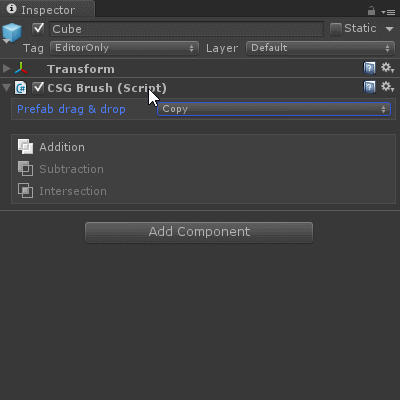 Inspector
Cube
Static
Tag EditorOnly Layer Default
Transform
CSG Brush (Script)
Prefab drag & drop Copy
Addition
Subtraction
Intersection
Add Component